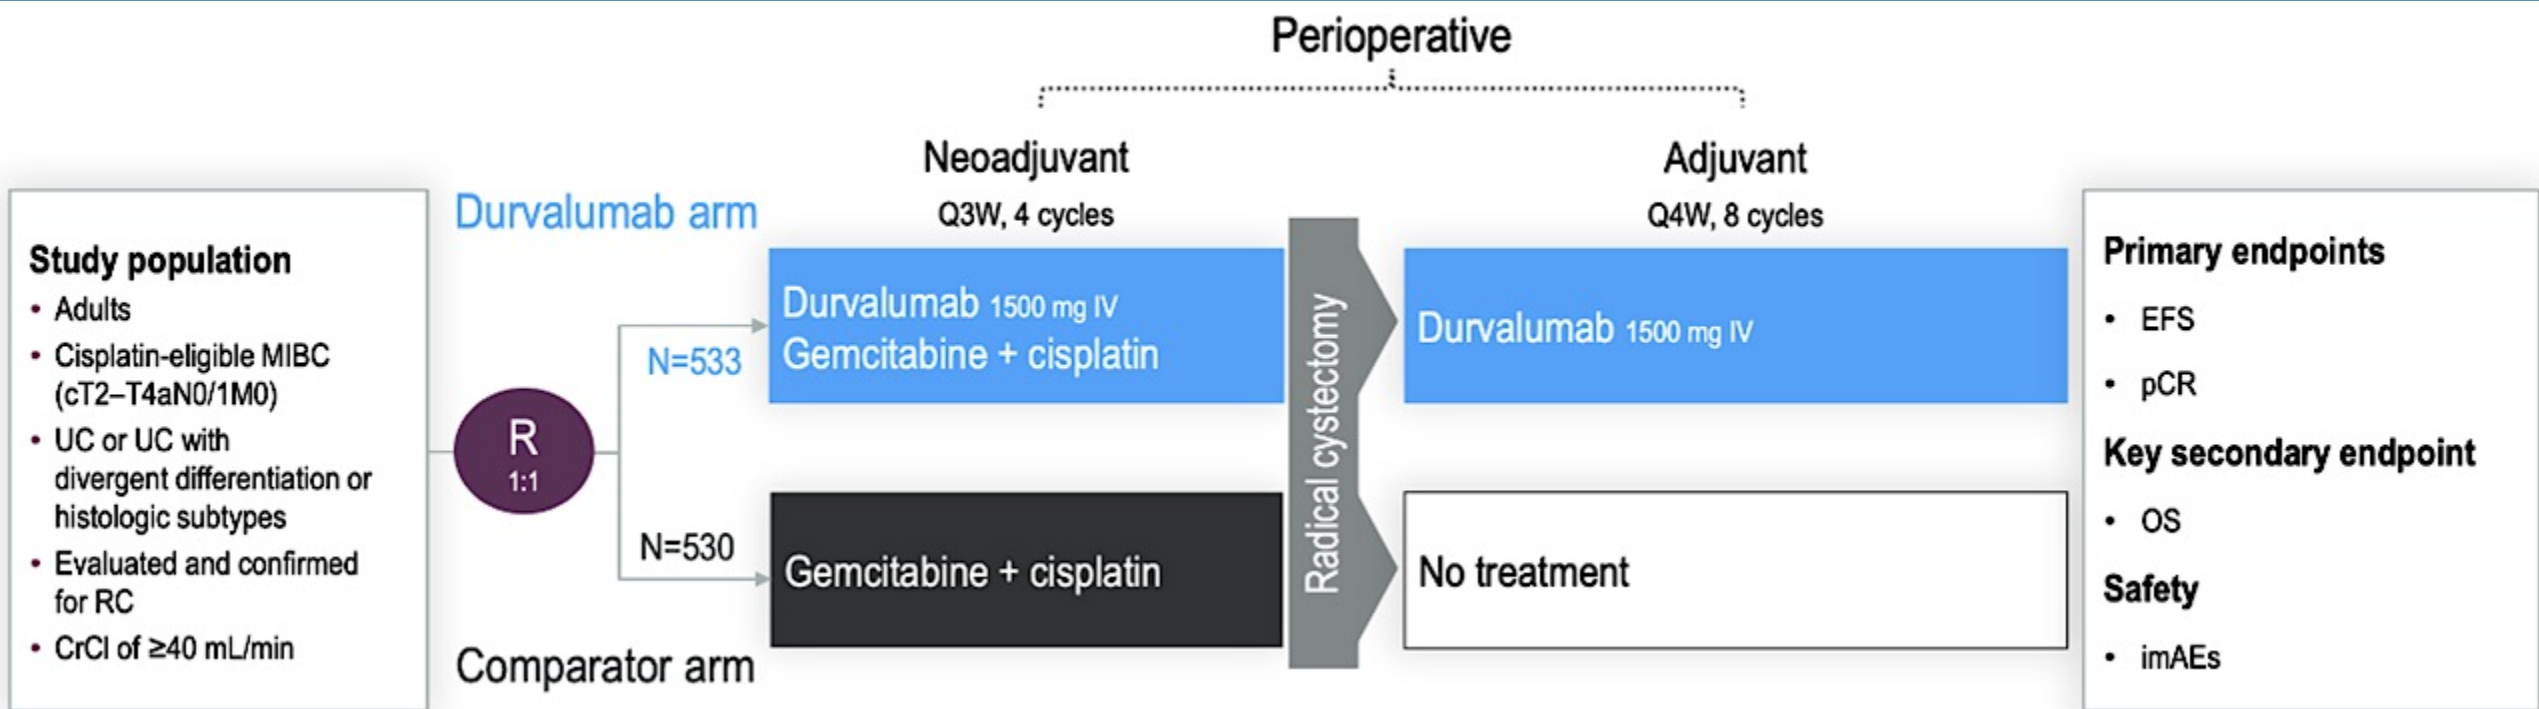 Perioperative
Neoadjuvant
Q3W, 4 cycles
Adjuvant
Q4W, 8 cycles
Study population
• Adults
• Cisplatin-eligible MIBC
(cT2–T4aN0/1M0)
• UC or UC with
divergent differentiation or
histologic subtypes
• Evaluated and confirmed
for RC
• CrCl of ≥40 mL/min
R
1:1
Durvalumab arm
N=533
Durvalumab 1500 mg IV
Gemcitabine + cisplatin
N=530
Gemcitabine + cisplatin
Comparator arm
Radical cystectomy
Durvalumab 1500 mg IV
No treatment
Primary endpoints
• EFS
• pCR
Key secondary endpoint
• OS
Safety
• imAEs